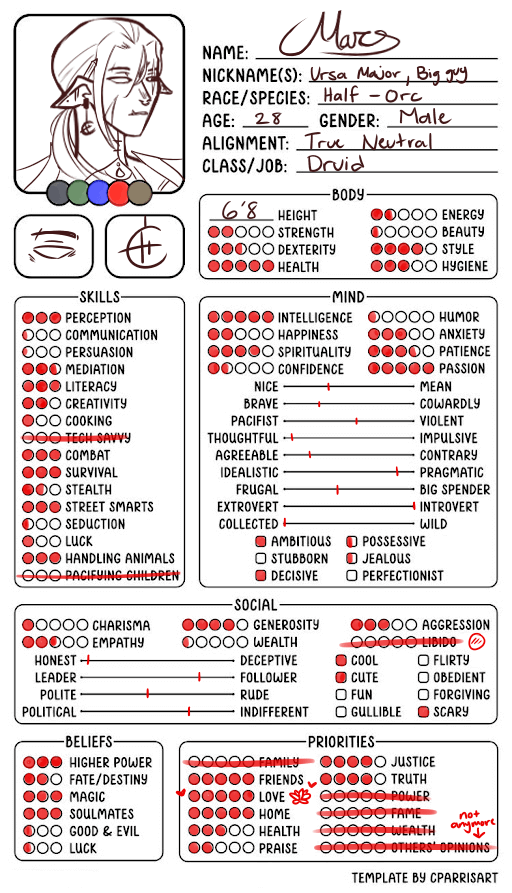 NAME: Mars
NICKNAME(S): Ursa Major, Big guy
RACE/SPECIES: Half-Orc
AGE: 28 GENDER: Male
ALIGNMENT: True Neutral
CLASS/JOB: Druid
BODY
6'8 HEIGHT ENERGY
STRENGTH BEAUTY
DEXTERITY STYLE
HEALTH HYGIENE
SKILLS
PERCEPTION
COMMUNICATION
PERSUASION
MEDIATION
LITERACY
CREATIVITY
COOKING
TECH SAVVY
COMBAT
SURVIVAL
STEALTH
STREET SMARTS
SEDUCTION
LUCK
HANDLING ANIMALS
PACIFYING CHILDREN
MIND
INTELLIGENCE HUMOR
HAPPINESS ANXIETY
SPIRITUALITY PATIENCE
CONFIDENCE PASSION
NICE MEAN
BRAVE COWARDLY
PACIFIST VIOLENT
THOUGHTFUL IMPULSIVE
AGREEABLE CONTRARY
IDEALISTIC PRAGMATIC
FRUGAL BIG SPENDER
EXTROVERT INTROVERT
COLLECTED WILD
AMBITIOUS POSSESSIVE
STUBBORN JEALOUS
DECISIVE PERFECTIONIST
SOCIAL
CHARISMA GENEROSITY AGGRESSION
EMPATHY WEALTH LIBIDO
HONEST DECEPTIVE COOL FLIRTY
LEADER FOLLOWER CUTE OBEDIENT
POLITE RUDE FUN FORGIVING
POLITICAL INDIFFERENT GULLIBLE SCARY
BELIEFS
HIGHER POWER
FATE/DESTINY
MAGIC
SOULMATES
GOOD & EVIL
LUCK
PRIORITIES
FAMILY JUSTICE
FRIENDS TRUTH
LOVE POWER
HOME FAME
HEALTH WEALTH
not anymore
PRAISE OTHERS' OPINIONS
TEMPLATE BY CPARRISART